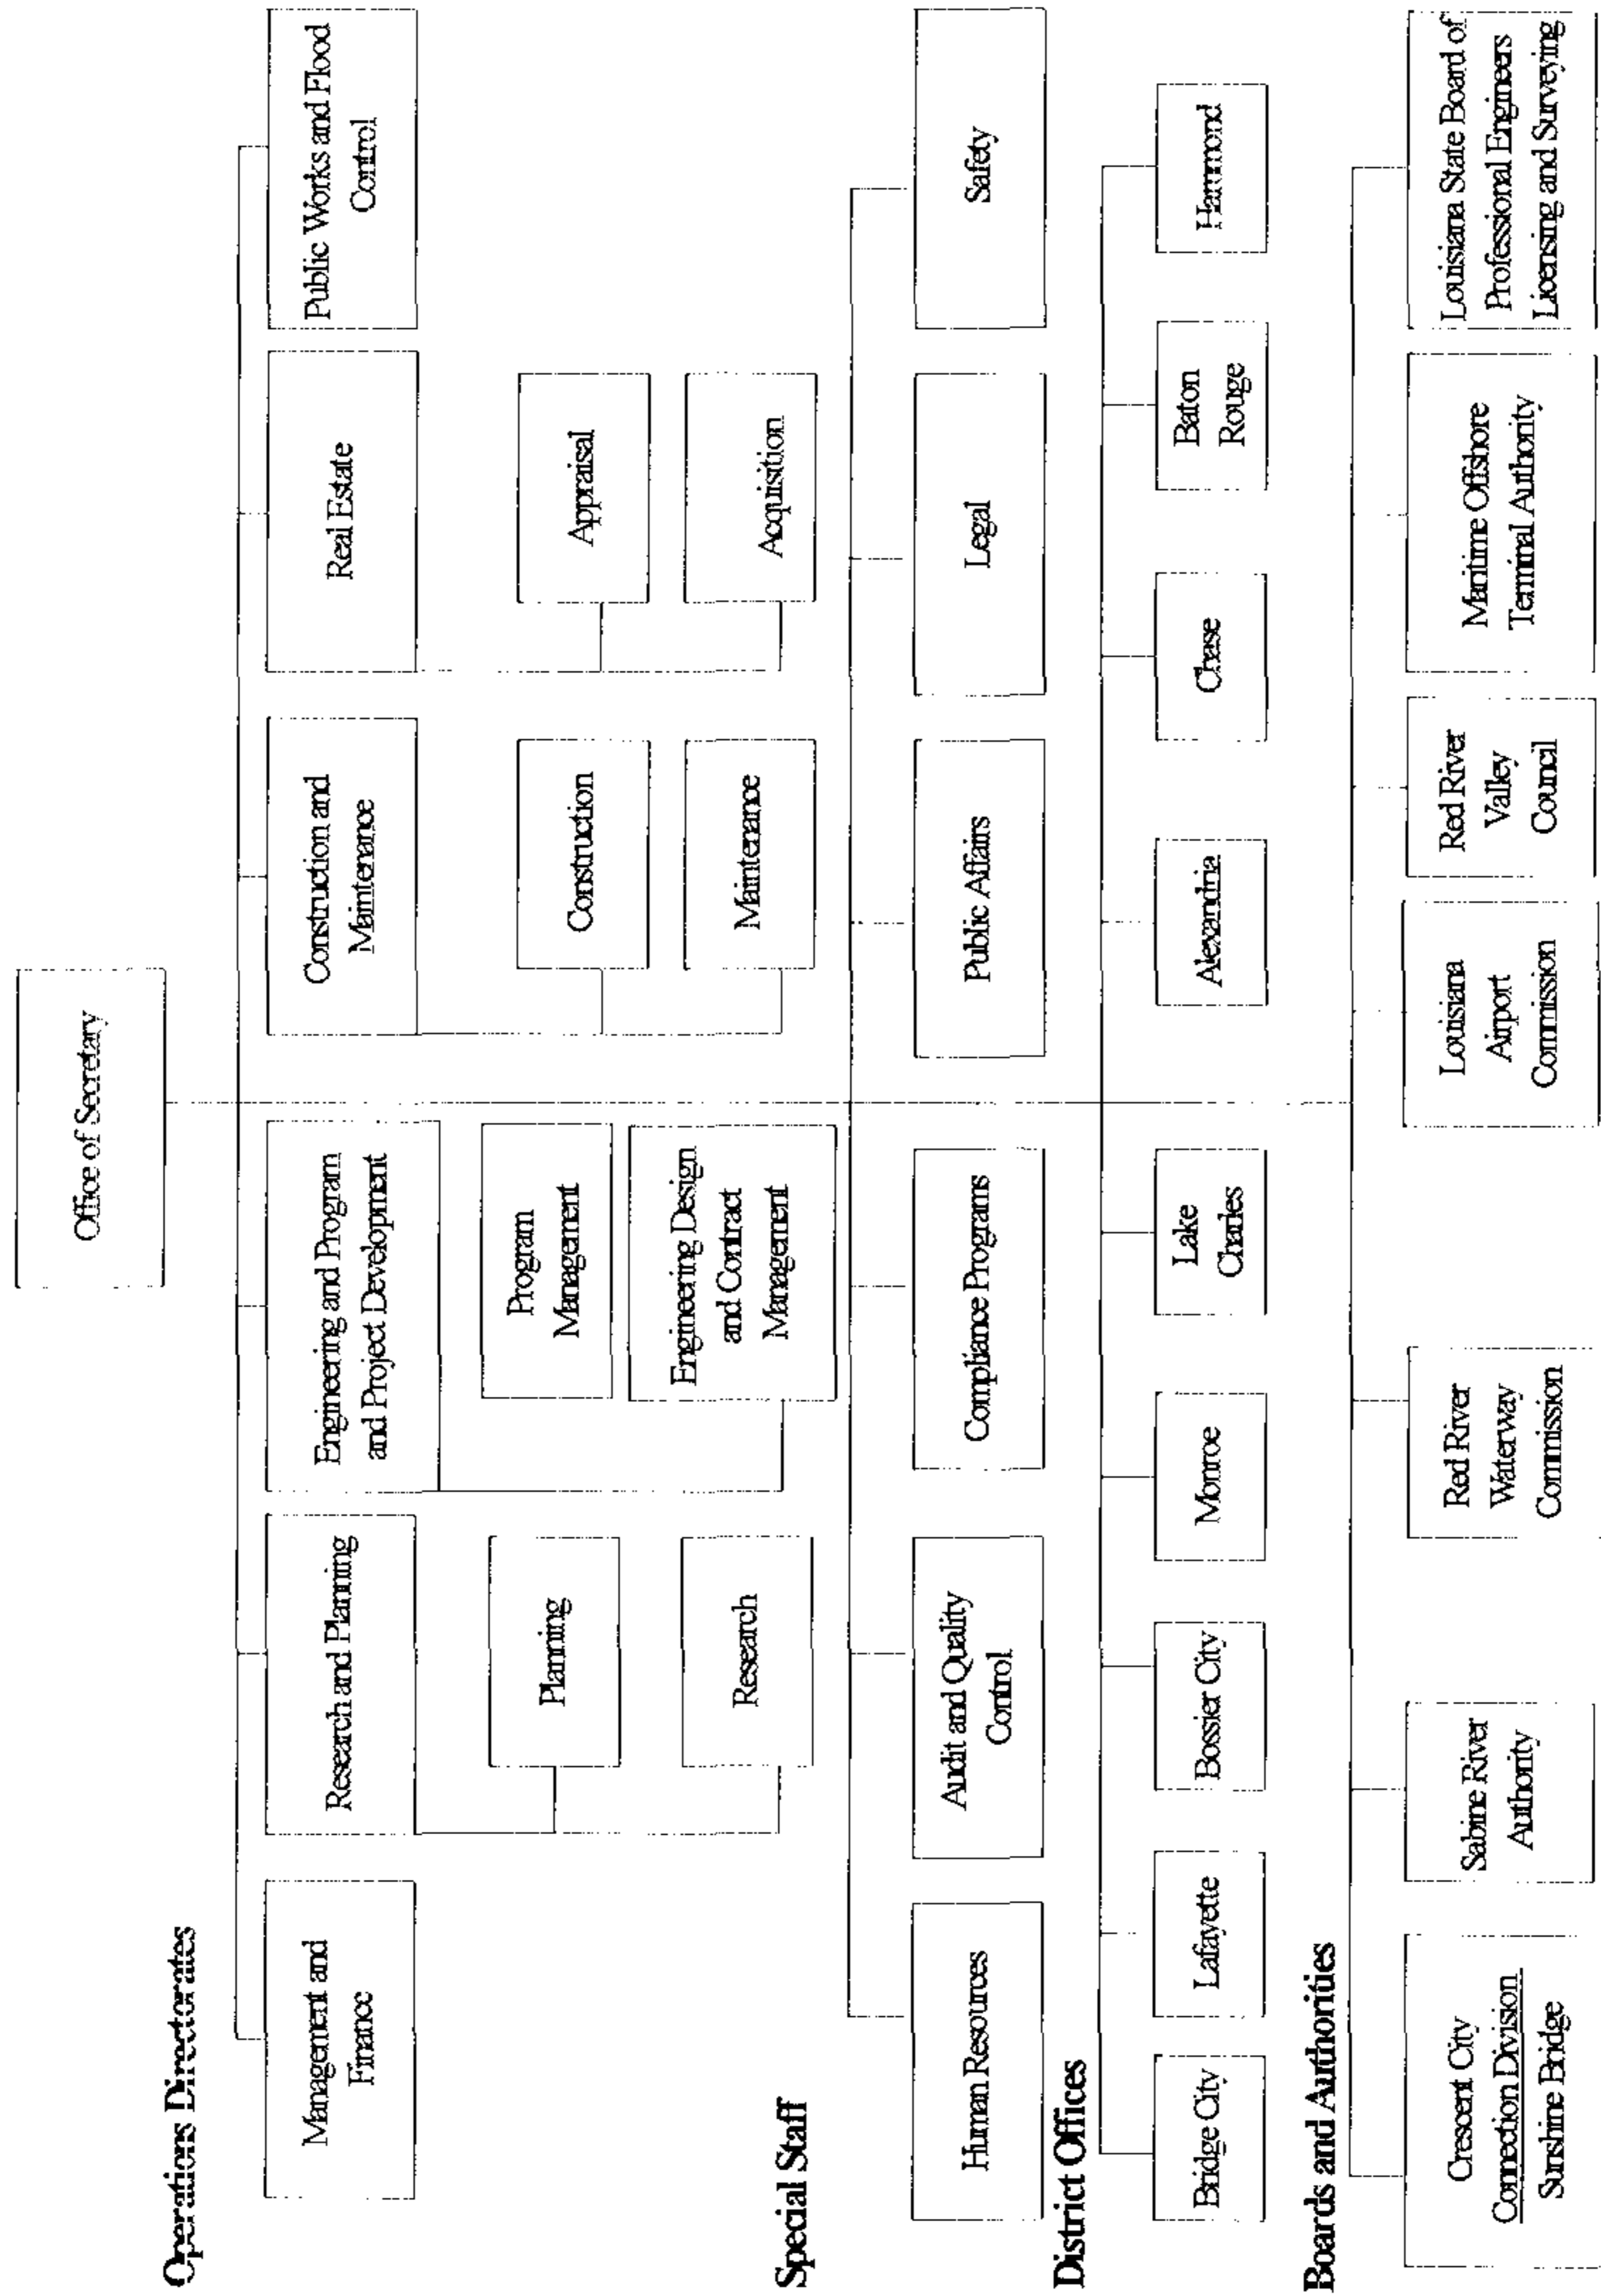 Office of Secretary
Operations Directorates
Management and
Finance
Research and Planning
Engineering and Program
and Project Development
Construction and
Maintenance
Real Estate
Public Works and Flood
Control
Planning
Program
Management
Construction
Appraisal
Research
Engineering Design
and Contract
Management
Maintenance
Acquisition
Special Staff
Human Resources
Audit and Quality
Control
Compliance Programs
Public Affairs
Legal
Safety
District Offices
Bridge City
Lafayette
Bossier City
Monroe
Lake
Charles
Alexandria
Chase
Baton
Rouge
Hammond
Boards and Authorities
Crescent City
Connection Division
Sunshine Bridge
Sabine River
Authority
Red River
Waterway
Commission
Louisiana
Airport
Commission
Red River
Valley
Council
Maritime Offshore
Terminal Authority
Louisiana State Board of
Professional Engineers
Licensing and Surveying